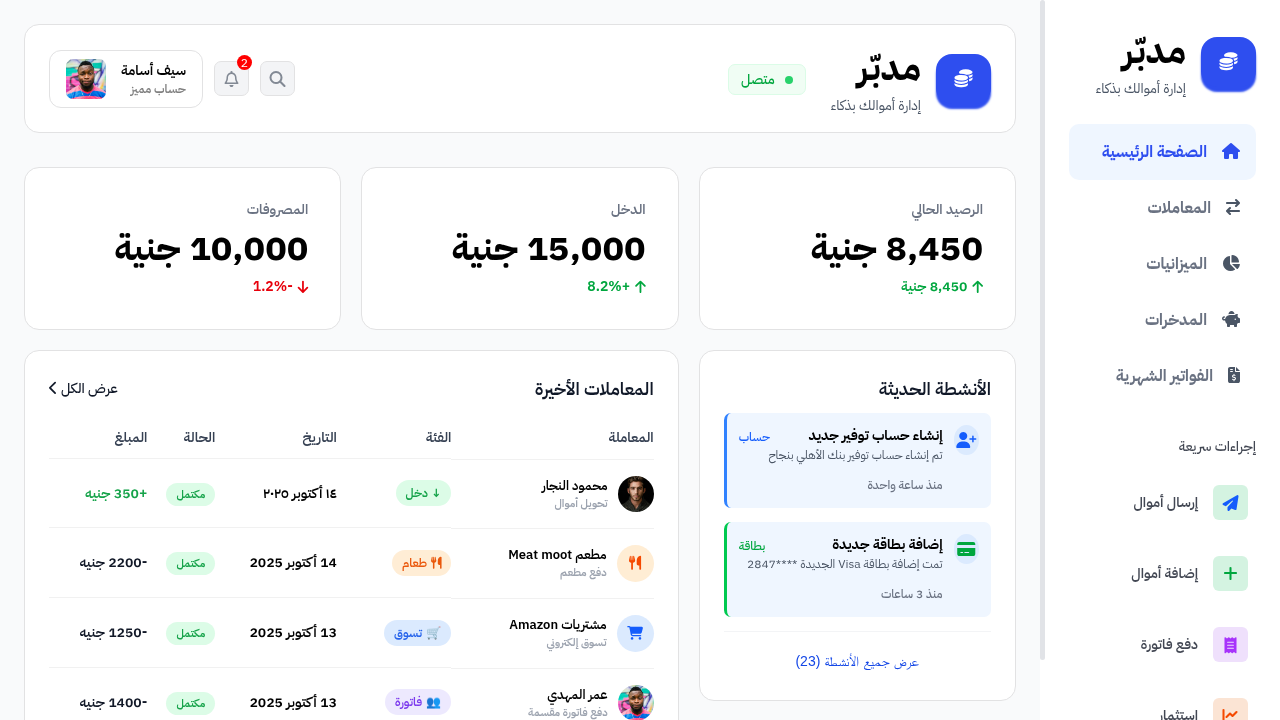 مدبّر
إدارة أموالك بذكاء
الصفحة الرئيسية
المعاملات
الميزانيات
المدخرات
الفواتير الشهرية
إجراءات سريعة
إرسال أموال
إضافة أموال
دفع فاتورة
استثمار
مدبّر
إدارة أموالك بذكاء
متصل
2
سيف أسامة
حساب مميز
الرصيد الحالي
8,450 جنية
8,450 جنية
الدخل
15,000 جنية
+8.2%
المصروفات
10,000 جنية
-1.2%
الأنشطة الحديثة
إنشاء حساب توفير جديد
حساب
تم إنشاء حساب توفير بنك الأهلي بنجاح
منذ ساعة واحدة
إضافة بطاقة جديدة
بطاقة
تمت إضافة بطاقة Visa الجديدة ****2847
منذ 3 ساعات
عرض جميع الأنشطة (23)
المعاملات الأخيرة
عرض الكل
المعاملة الفئة التاريخ الحالة المبلغ
محمود النجار
تحويل أموال
↓ دخل
١٤ أكتوبر ٢٠٢٥
مكتمل
+350 جنيه
مطعم Meat moot
دفع مطعم
طعام
14 أكتوبر 2025
مكتمل
-2200 جنيه
مشتريات Amazon
تسوق إلكتروني
تسوق
13 أكتوبر 2025
مكتمل
-1250 جنيه
عمر المهدي
دفع فاتورة مقسمة
فاتورة
13 أكتوبر 2025
مكتمل
-1400 جنيه